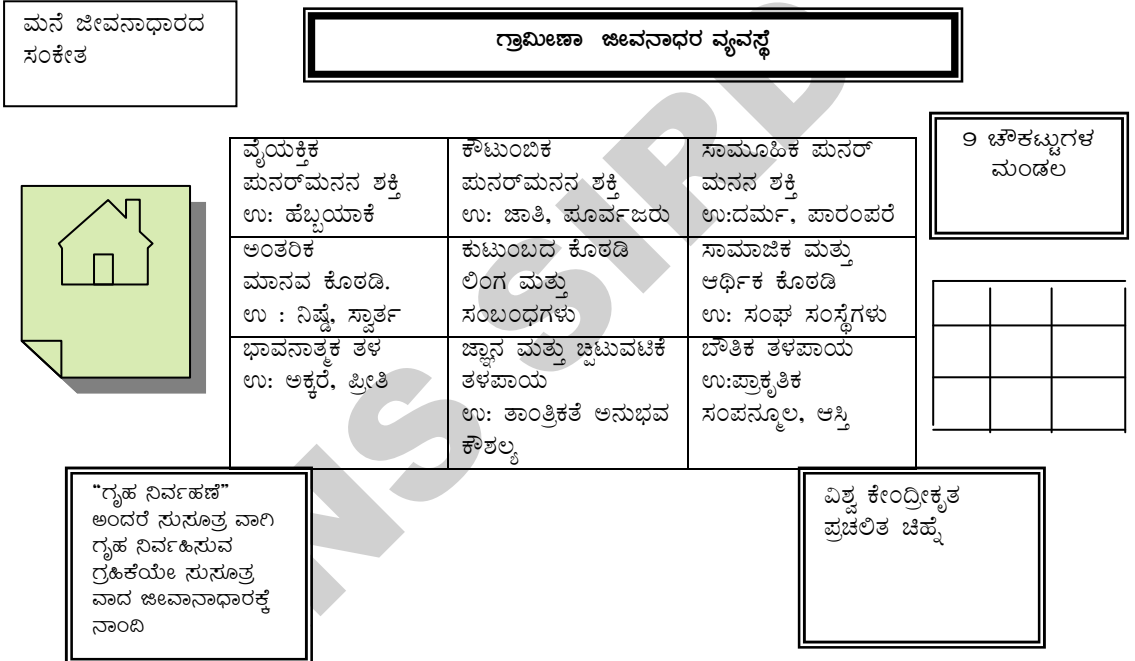 ಮನೆ ಜೀವನಾಧಾರದ
ಸಂಕೇತ
ಗ್ರಾಮೀಣಾ ಜೀವನಾಧರ ವ್ಯವಸ್ಥೆ
9 ಚೌಕಟ್ಟುಗಳ
ಮಂಡಲ
ವೈಯಕ್ತಿಕ
ಪುನರ್‌ಮನನ ಶಕ್ತಿ
ಉ: ಹೆಬ್ಬಯಾಕೆ
ಕೌಟುಂಬಿಕ
ಪುನರ್‌ಮನನ ಶಕ್ತಿ
ಉ: ಜಾತಿ, ಪೂರ್ವಜರು
ಸಾಮೂಹಿಕ ಪುನರ್
ಮನನ ಶಕ್ತಿ
ಉ:ದರ್ಮ, ಪಾರಂಪರೆ
ಅಂತರಿಕ
ಮಾನವ ಕೊಠಡಿ.
ಉ : ನಿಷ್ಠೆ, ಸ್ವಾರ್ತ
ಕುಟುಂಬದ ಕೊಠಡಿ
ಲಿಂಗ ಮತ್ತು
ಸಂಬಂಧಗಳು
ಸಾಮಾಜಿಕ ಮತ್ತು
ಆರ್ಥಿಕ ಕೊಠಡಿ
ಉ: ಸಂಘ ಸಂಸ್ಥೆಗಳು
ಭಾವನಾತ್ಮಕ ತಳ
ಉ: ಅಕ್ಕರೆ, ಪ್ರೀತಿ
ಜ್ಞಾನ ಮತ್ತು ಚ್ವಟುವಟಿಕೆ
ತಳಪಾಯ
ಉ: ತಾಂತ್ರಿಕತೆ ಅನುಭವ
ಕೌಶಲ್ಯ
ಬೌತಿಕ ತಳಪಾಯ
ಉ:ಪ್ರಾಕೃತಿಕ
ಸಂಪನ್ಮೂಲ, ಆಸ್ತಿ
“ಗೃಹ ನಿರ್ವಹಣೆ”
ಅಂದರೆ ಸುಸೂತ್ರ ವಾಗಿ
ಗೃಹ ನಿರ್ವಹಿಸುವ
ಗ್ರಹಿಕೆಯೇ ಸುಸೂತ್ರ
ವಾದ ಜೀವಾನಾಧಾರಕ್ಕೆ
ನಾಂದಿ
ವಿಶ್ವ ಕೇಂದ್ರೀಕೃತ
ಪ್ರಚಲಿತ ಚಿಹ್ನೆ